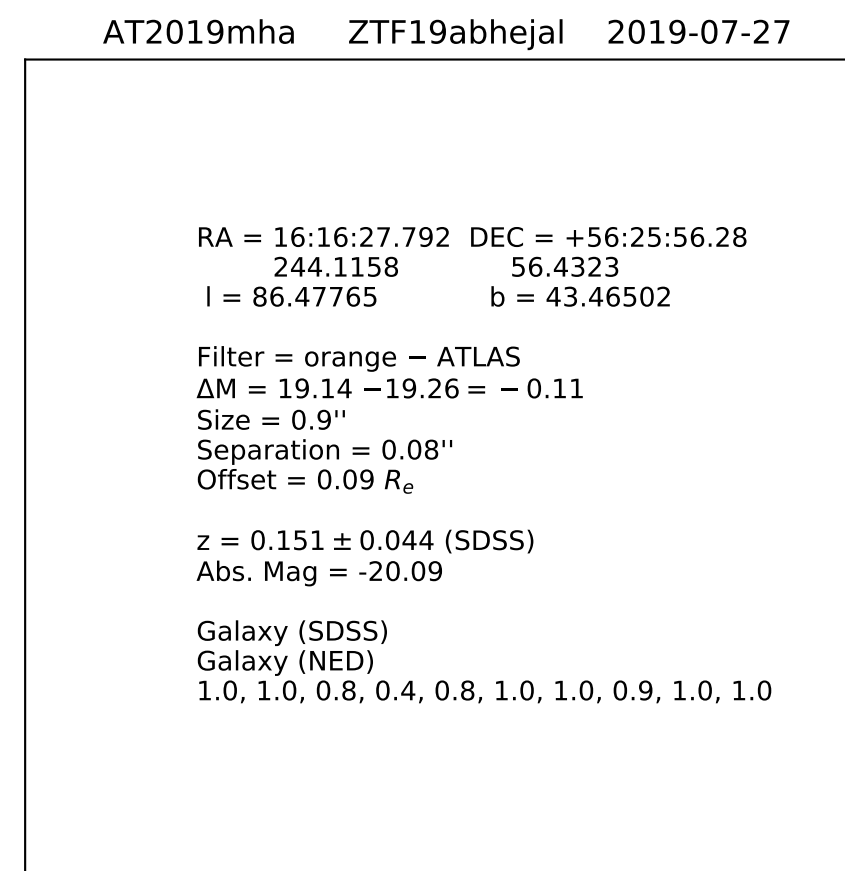 AT2019mha ZTF19abhejal 2019-07-27
RA = 16:16:27.792 DEC = +56:25:56.28
244.1158 56.4323
l = 86.47765 b = 43.46502
Filter = orange − ATLAS
ΔM = 19.14 −19.26 = − 0.11
Size = 0.9''
Separation = 0.08''
Offset = 0.09 Re
z = 0.151 ± 0.044 (SDSS)
Abs. Mag = -20.09
Galaxy (SDSS)
Galaxy (NED)
1.0, 1.0, 0.8, 0.4, 0.8, 1.0, 1.0, 0.9, 1.0, 1.0